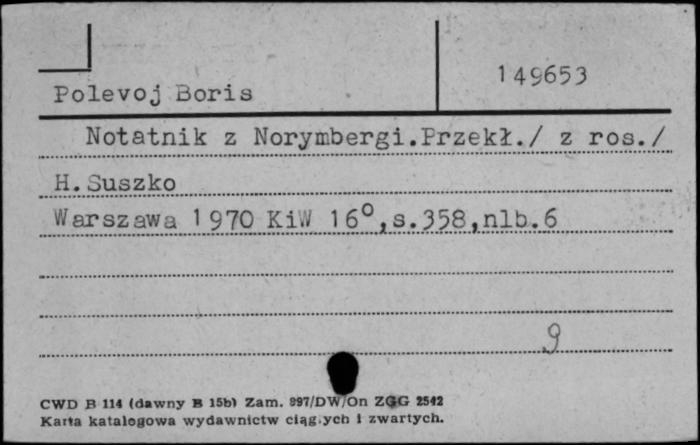 149653
Polevoj Boris
Notatnik z Norymbergi.Przekł./ z ros./
H.Suszko
Warszawa 1970 KiW 16°,s.358,nlb.6
9
CWD B 114 (dawny B 15b) Zam. 997/DW/On ZGG 2542
Karta katalogowa wydawnictw ciągłych i zwartych.